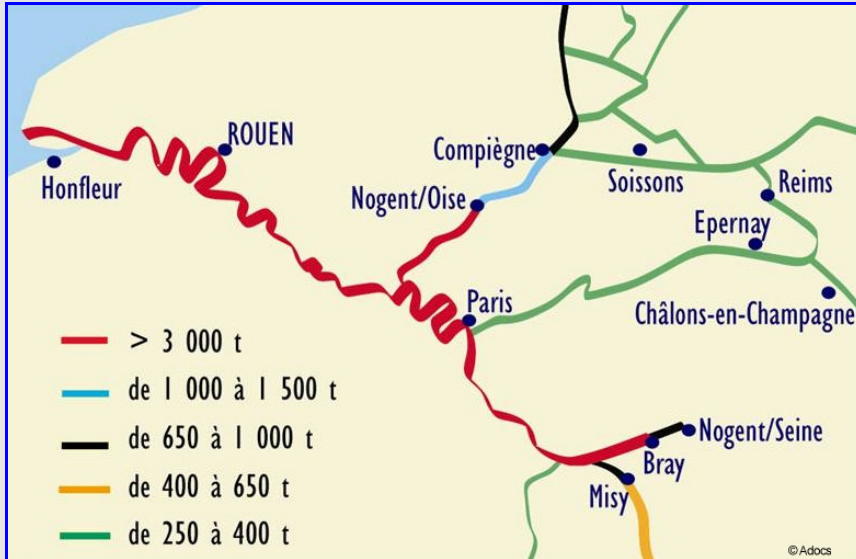 ROUEN
Honfleur
Compiègne
Soissons
Nogent/Oise
Reims
Epernay
Paris
Châlons-en-Champagne
> 3 000 t
de 1 000 à 1 500 t
de 650 à 1 000 t
de 400 à 650 t
de 250 à 400 t
Nogent/Seine
Bray
Misy
© Adocs